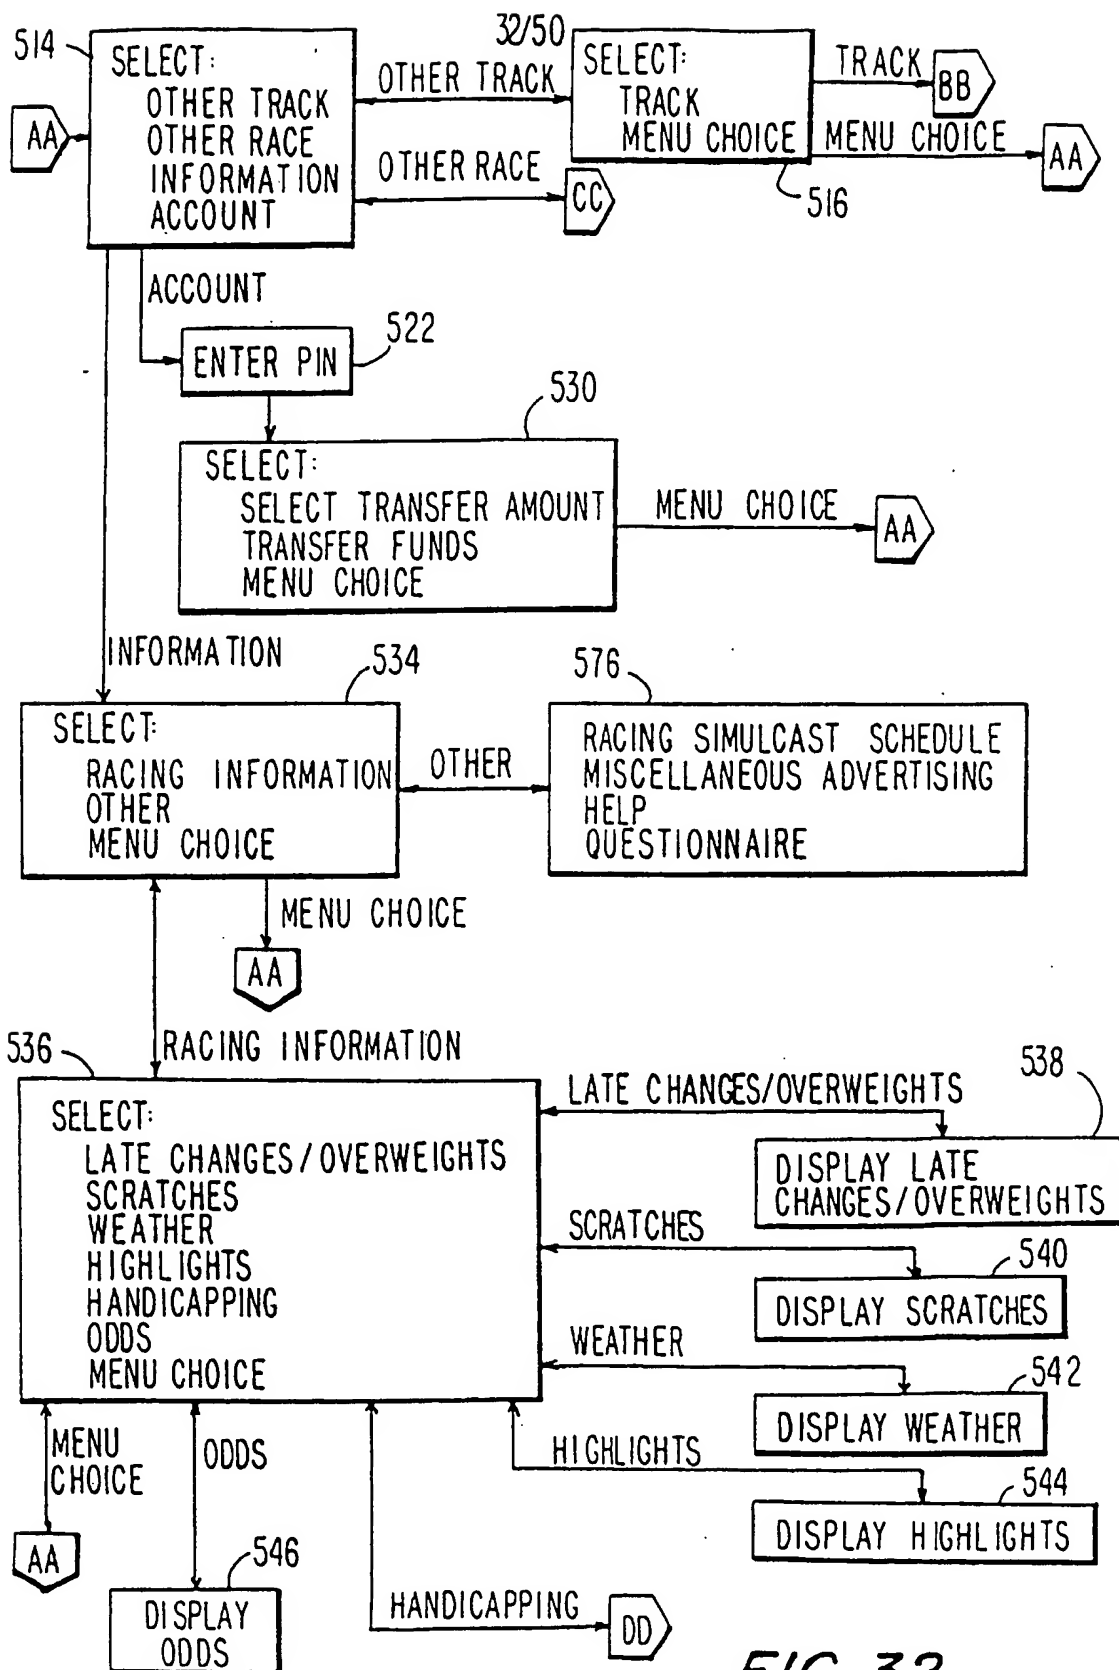 514
SELECT:
OTHER TRACK
OTHER RACE
INFORMATION
ACCOUNT
AA
OTHER TRACK
OTHER RACE
CC
32/50
SELECT:
TRACK
MENU CHOICE
516
TRACK
BB
MENU CHOICE
AA
ACCOUNT
ENTER PIN
522
530
SELECT:
SELECT TRANSFER AMOUNT
TRANSFER FUNDS
MENU CHOICE
MENU CHOICE
AA
INFORMATION
534
SELECT:
RACING INFORMATION
OTHER
MENU CHOICE
OTHER
576
RACING SIMULCAST SCHEDULE
MISCELLANEOUS ADVERTISING
HELP
QUESTIONNAIRE
MENU CHOICE
AA
RACING INFORMATION
536
SELECT:
LATE CHANGES/OVERWEIGHTS
SCRATCHES
WEATHER
HIGHLIGHTS
HANDICAPPING
ODDS
MENU CHOICE
LATE CHANGES/OVERWEIGHTS
538
DISPLAY LATE
CHANGES/OVERWEIGHTS
SCRATCHES
540
DISPLAY SCRATCHES
WEATHER
542
DISPLAY WEATHER
HIGHLIGHTS
544
DISPLAY HIGHLIGHTS
MENU
CHOICE
AA
ODDS
546
DISPLAY
ODDS
HANDICAPPING
DD
FIG. 32